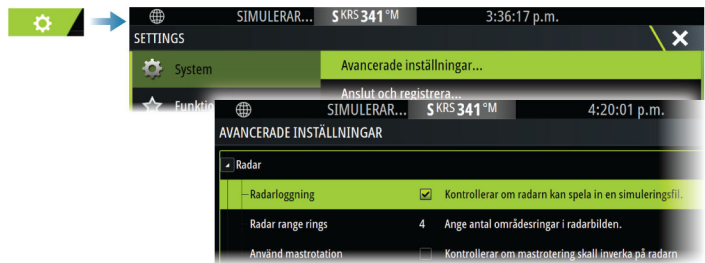 SIMULERAR... S KRS 341 °M 3:36:17 p.m.
SETTINGS
System
Avancerade inställningar...
Anslut och registrera...
SIMULERAR... S KRS 341 °M 4:20:01 p.m.
AVANCERADE INSTÄLLNINGAR
Radar
Radarloggning Kontrollerar om radarn kan spela in en simuleringsfil.
Radar range rings 4 Ange antal områdesringar i radarbilden.
Använd mastrotation Kontrollerar om mastrotering skall inverka på radarn